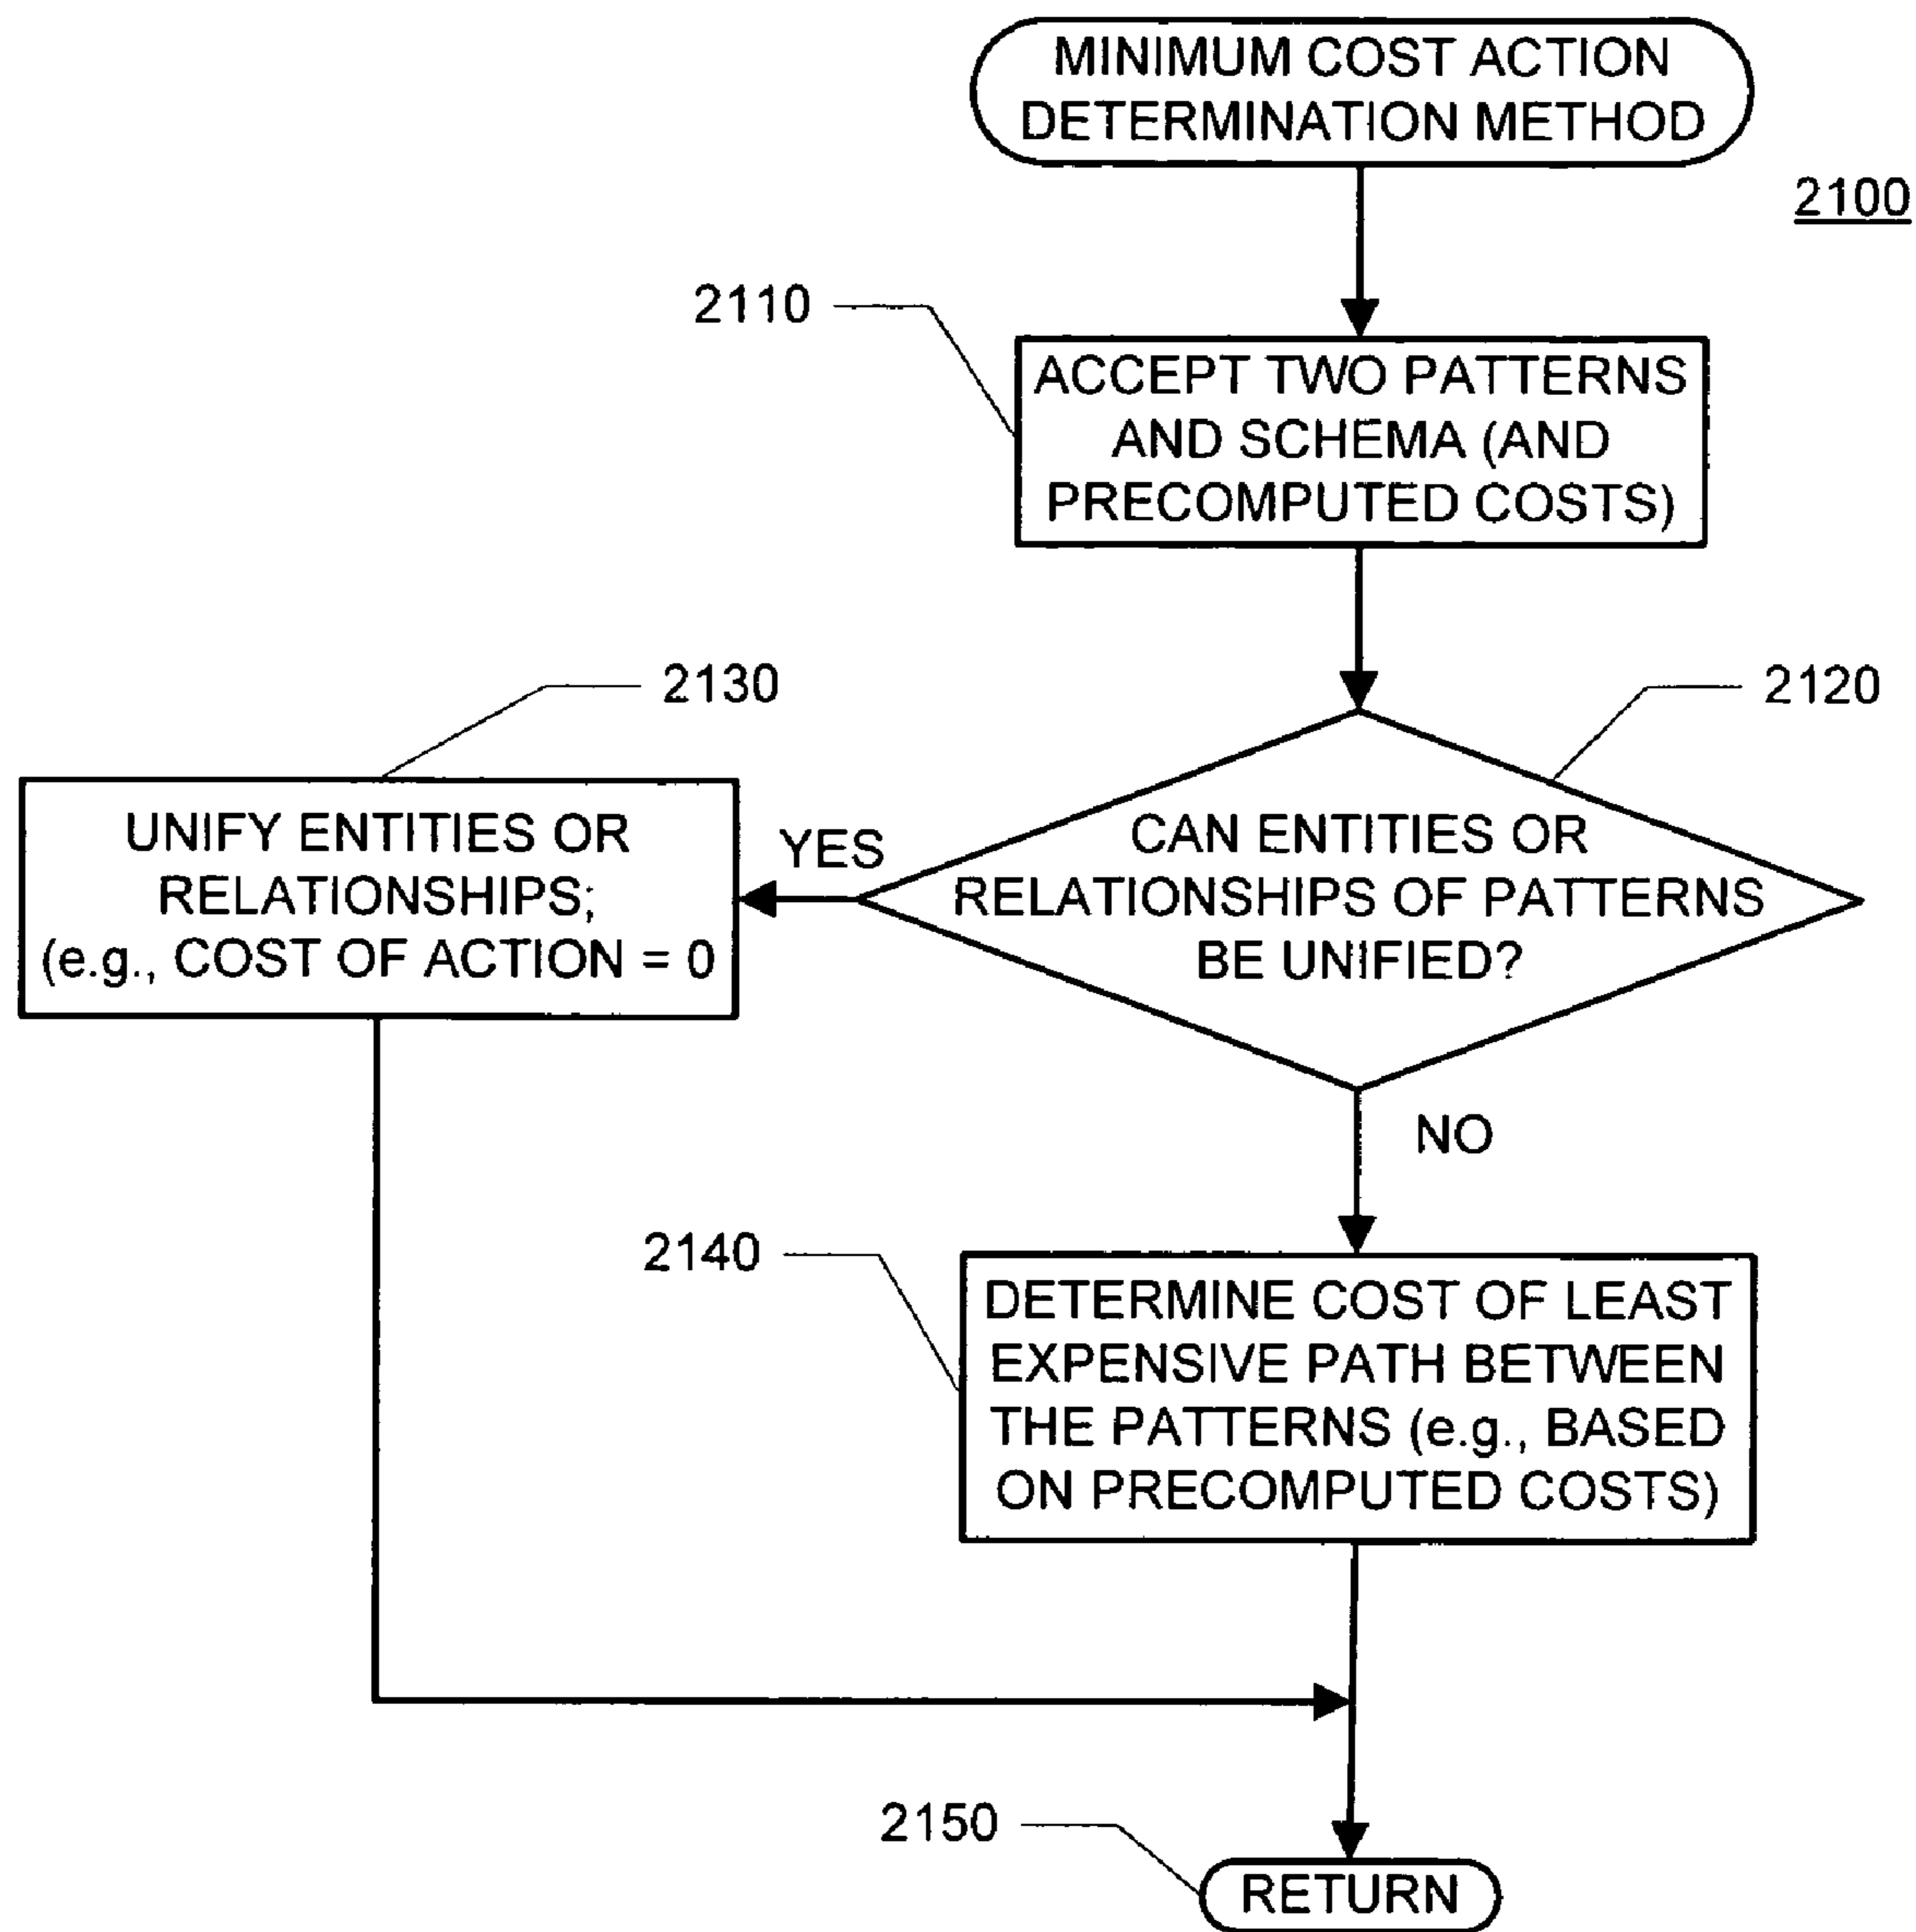 MINIMUM COST ACTION
DETERMINATION METHOD
2100
2110
ACCEPT TWO PATTERNS
AND SCHEMA (AND
PRECOMPUTED COSTS)
2130
2120
UNIFY ENTITIES OR
RELATIONSHIPS;
(e.g., COST OF ACTION = 0
YES
CAN ENTITIES OR
RELATIONSHIPS OF PATTERNS
BE UNIFIED?
NO
2140
DETERMINE COST OF LEAST
EXPENSIVE PATH BETWEEN
THE PATTERNS (e.g., BASED
ON PRECOMPUTED COSTS)
2150
RETURN